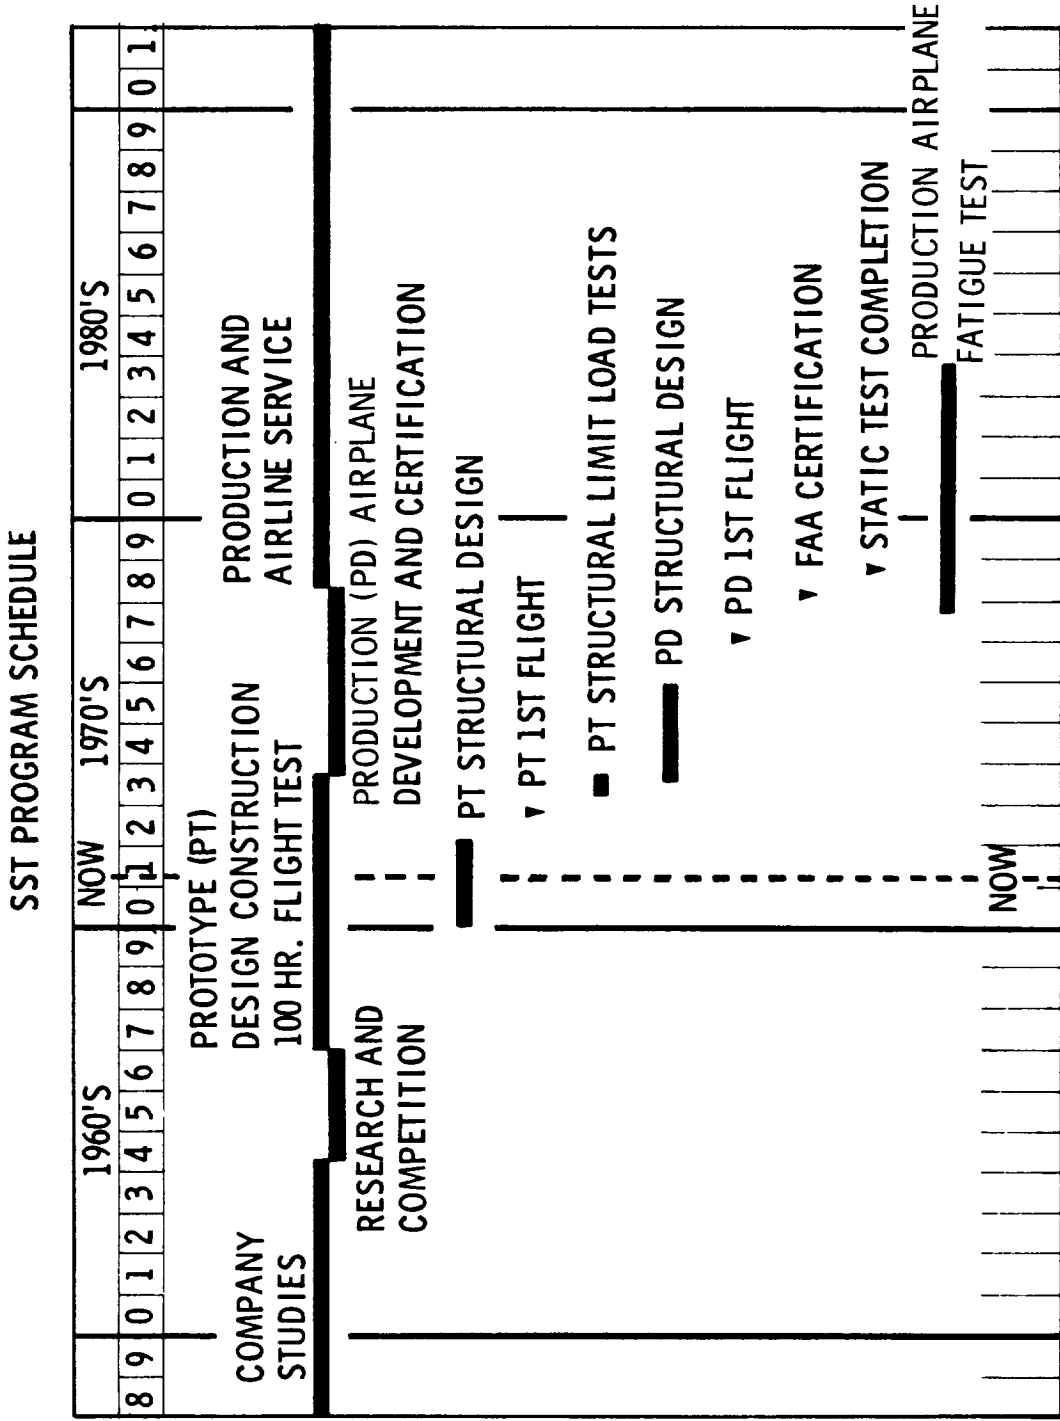 SST PROGRAM SCHEDULE
1960'S
NOW
1970'S
1980'S
8 9 0 1 2 3 4 5 6 7 8 9 0 1 2 3 4 5 6 7 8 9 0 1 2 3 4 5 6 7 8 9 0 1
COMPANY
STUDIES
PROTOTYPE (PT)
DESIGN CONSTRUCTION
100 HR. FLIGHT TEST
PRODUCTION AND
AIRLINE SERVICE
RESEARCH AND
COMPETITION
PRODUCTION (PD) AIRPLANE
DEVELOPMENT AND CERTIFICATION
PT STRUCTURAL DESIGN
PT 1ST FLIGHT
PT STRUCTURAL LIMIT LOAD TESTS
PD STRUCTURAL DESIGN
PD 1ST FLIGHT
FAA CERTIFICATION
STATIC TEST COMPLETION
PRODUCTION AIRPLANE
FATIGUE TEST
NOW